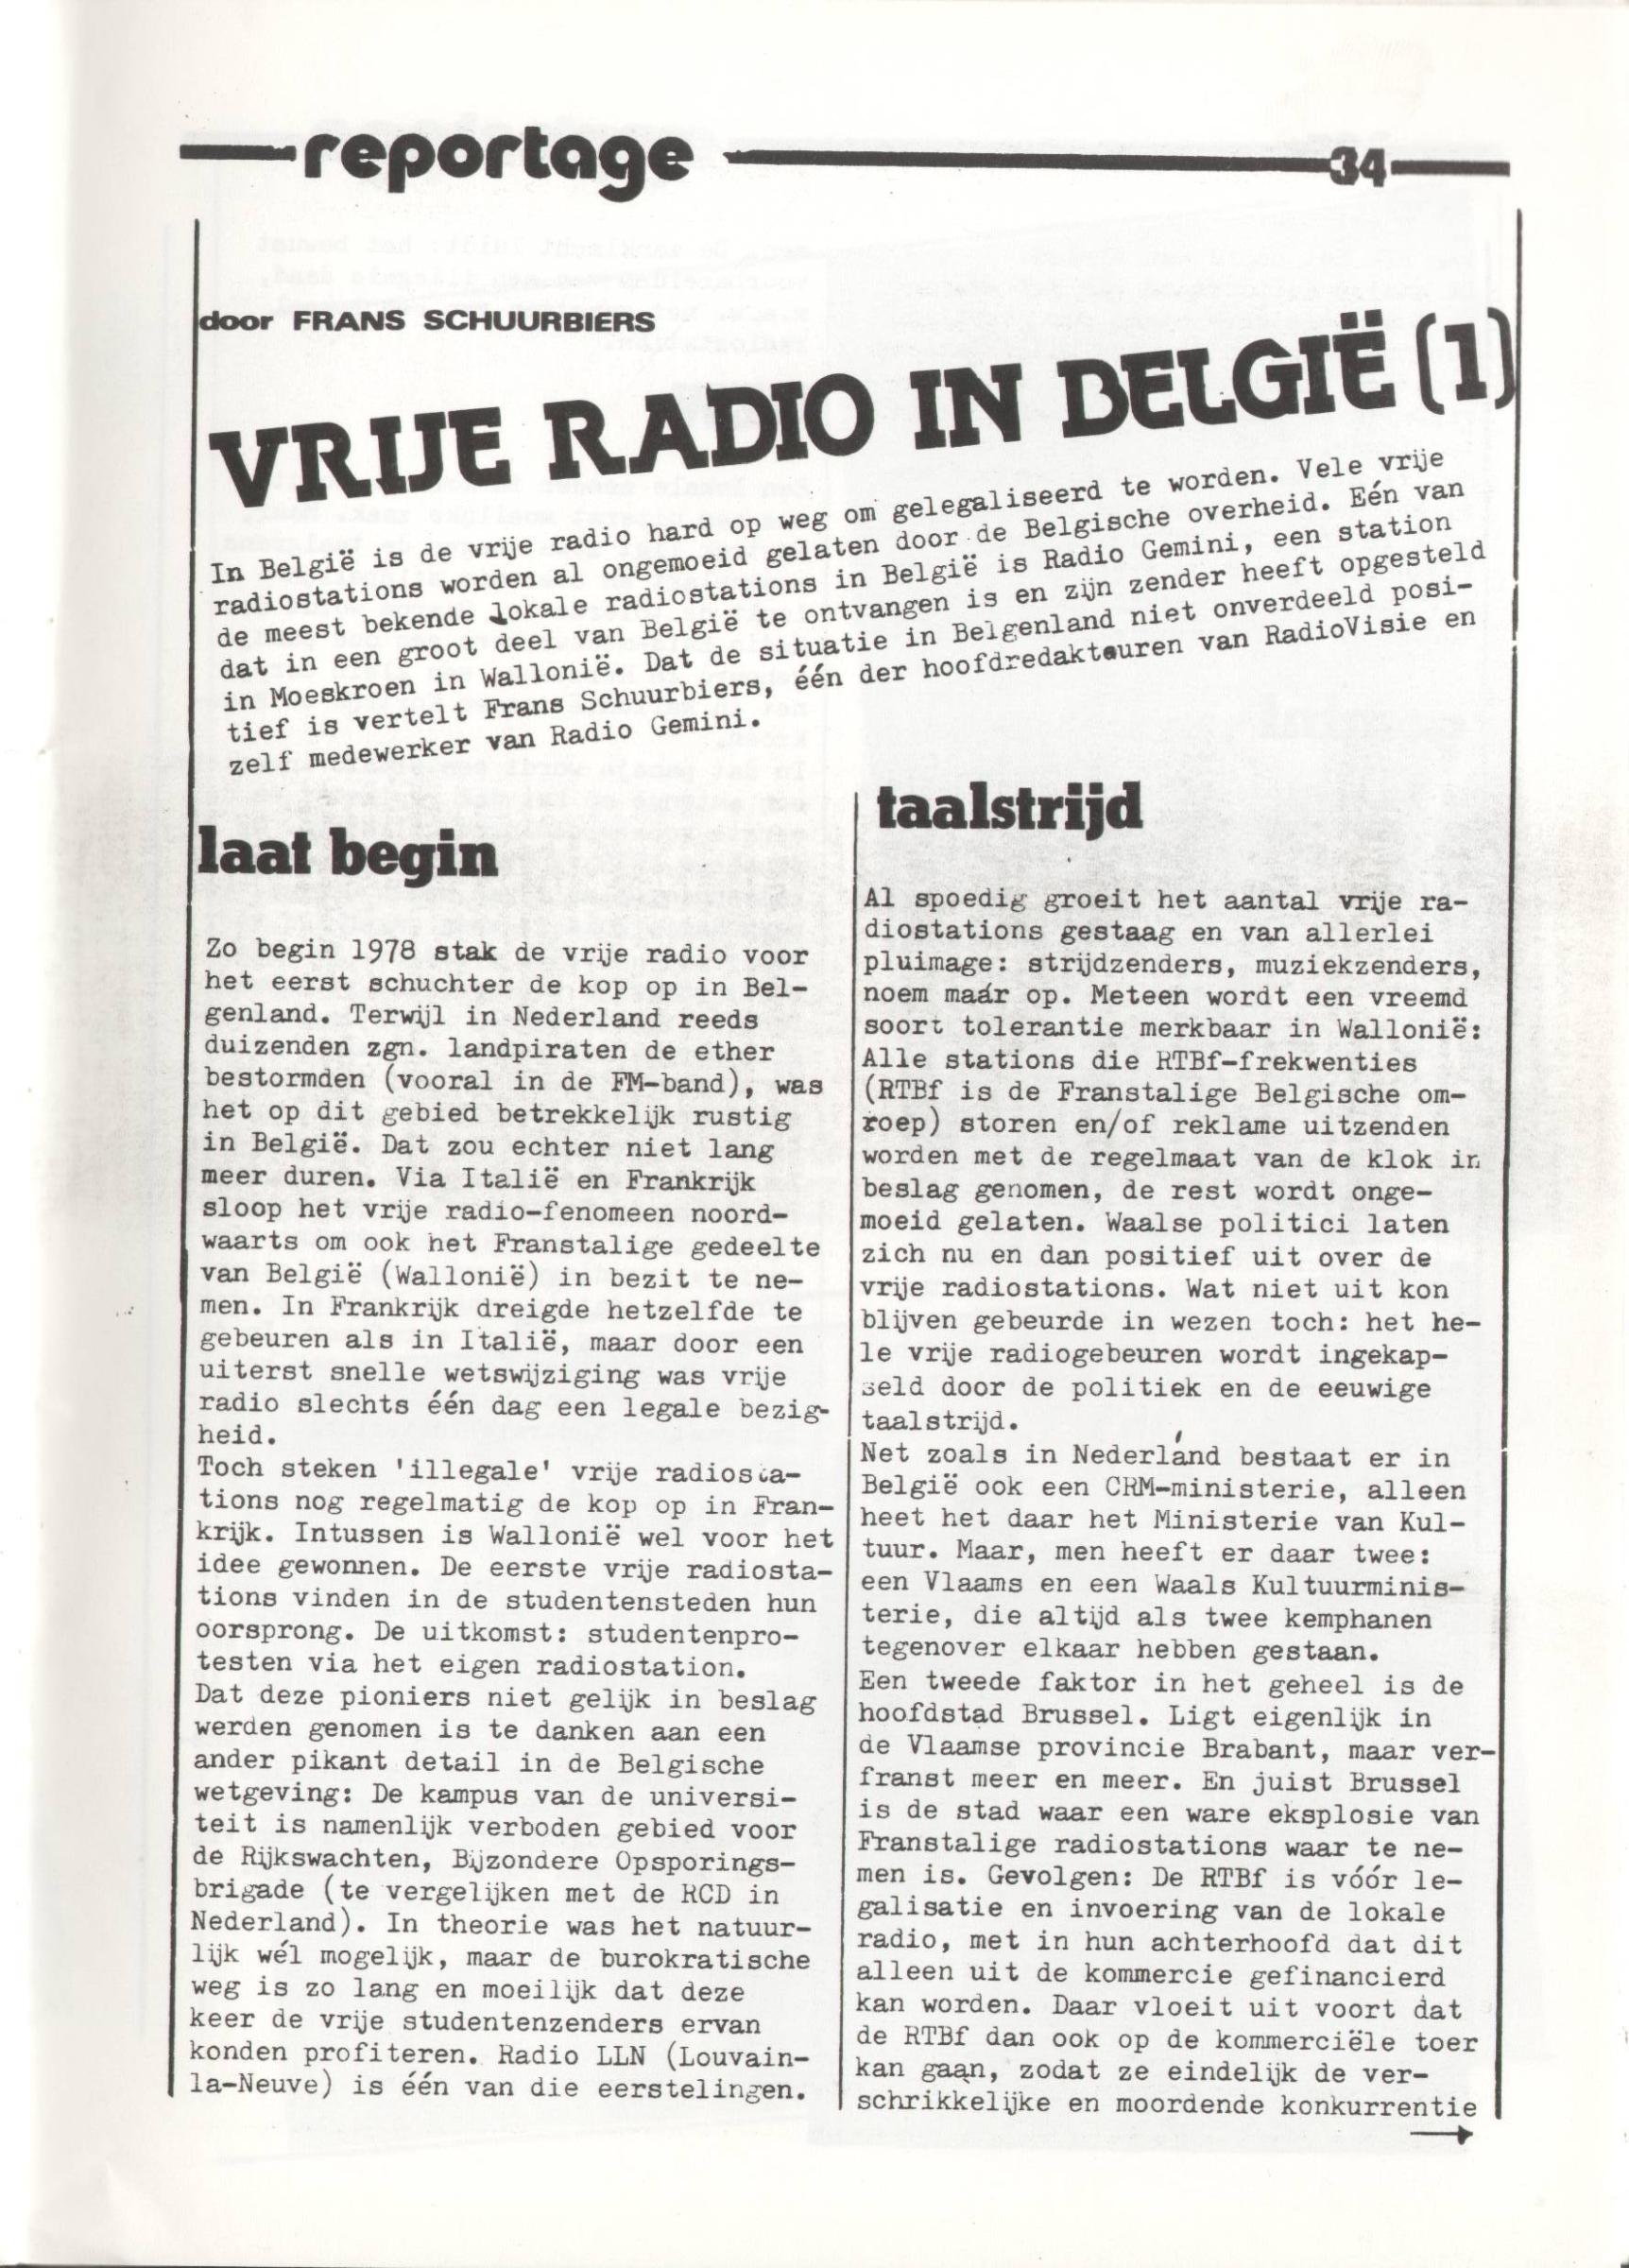 reportage
34
door FRANS SCHUURBIERS
VRIJE RADIO IN BELGIË (1)
In België is de vrije radio hard op weg om gelegaliseerd te worden. Vele vrije
radiostations worden al ongemoeid gelaten door de Belgische overheid. Eén van
de meest bekende lokale radiostations in België is Radio Gemini, een station
dat in een groot deel van België te ontvangen is en zijn zender heeft opgesteld
in Moeskroen in Wallonië. Dat de situatie in Belgenland niet onverdeeld posi-
tief is vertelt Frans Schuurbiers, één der hoofdredakteuren van RadioVisie en
zelf medewerker van Radio Gemini.
laat begin
Zo begin 1978 stak de vrije radio voor
het eerst schuchter de kop op in Bel-
genland. Terwijl in Nederland reeds
duizenden zgn. landpiraten de ether
bestormden (vooral in de FM-band), was
het op dit gebied betrekkelijk rustig
in België. Dat zou echter niet lang
meer duren. Via Italië en Frankrijk
sloop het vrije radio-fenomeen noord-
waarts om ook het Franstalige gedeelte
van België (Wallonië) in bezit te ne-
men. In Frankrijk dreigde hetzelfde te
gebeuren als in Italië, maar door een
uiterst snelle wetswijziging was vrije
radio slechts één dag een legale bezig-
heid.
Toch steken 'illegale' vrije radiosta-
tions nog regelmatig de kop op in Fran-
krijk. Intussen is Wallonië wel voor het
idee gewonnen. De eerste vrije radiosta-
tions vinden in de studentensteden hun
oorsprong. De uitkomst: studentenpro-
testen via het eigen radiostation.
Dat deze pioniers niet gelijk in beslag
werden genomen is te danken aan een
ander pikant detail in de Belgische
wetgeving: De kampus van de universi-
teit is namenlijk verboden gebied voor
de Rijkswachten, Bijzondere Opsporings-
brigade (te vergelijken met de RCD in
Nederland). In theorie was het natuur-
lijk wél mogelijk, maar de burokratische
weg is zo lang en moeilijk dat deze
keer de vrije studentenzenders ervan
konden profiteren. Radio LLN (Louvain-
la-Neuve) is één van die eerstelingen.
taalstrijd
Al spoedig groeit het aantal vrije ra-
diostations gestaag en van allerlei
pluimage: strijdzenders, muziekzenders,
noem maar op. Meteen wordt een vreemd
soort tolerantie merkbaar in Wallonië:
Alle stations die RTBf-frekwenties
(RTBf is de Franstalige Belgische om-
roep) storen en/of reklame uitzenden
worden met de regelmaat van de klok in
beslag genomen, de rest wordt onge-
moeid gelaten. Waalse politici laten
zich nu en dan positief uit over de
vrije radiostations. Wat niet uit kon
blijven gebeurde in wezen toch: het he-
le vrije radiogebeuren wordt ingekap-
seld door de politiek en de eeuwige
taalstrijd.
Net zoals in Nederland bestaat er in
België ook een CRM-ministerie, alleen
heet het daar het Ministerie van Kul-
tuur. Maar, men heeft er daar twee:
een Vlaams en een Waals Kultuurminis-
terie, die altijd als twee kemphanen
tegenover elkaar hebben gestaan.
Een tweede faktor in het geheel is de
hoofdstad Brussel. Ligt eigenlijk in
de Vlaamse provincie Brabant, maar ver-
franst meer en meer. En juist Brussel
is de stad waar een ware eksplosie van
Franstalige radiostations waar te ne-
men is. Gevolgen: De RTBf is vóór le-
galisatie en invoering van de lokale
radio, met in hun achterhoofd dat dit
alleen uit de kommercie gefinancierd
kan worden. Daar vloeit uit voort dat
de RTBf dan ook op de kommerciële toer
kan gaan, zodat ze eindelijk de ver-
schrikkelijke en moordende konkurrentie